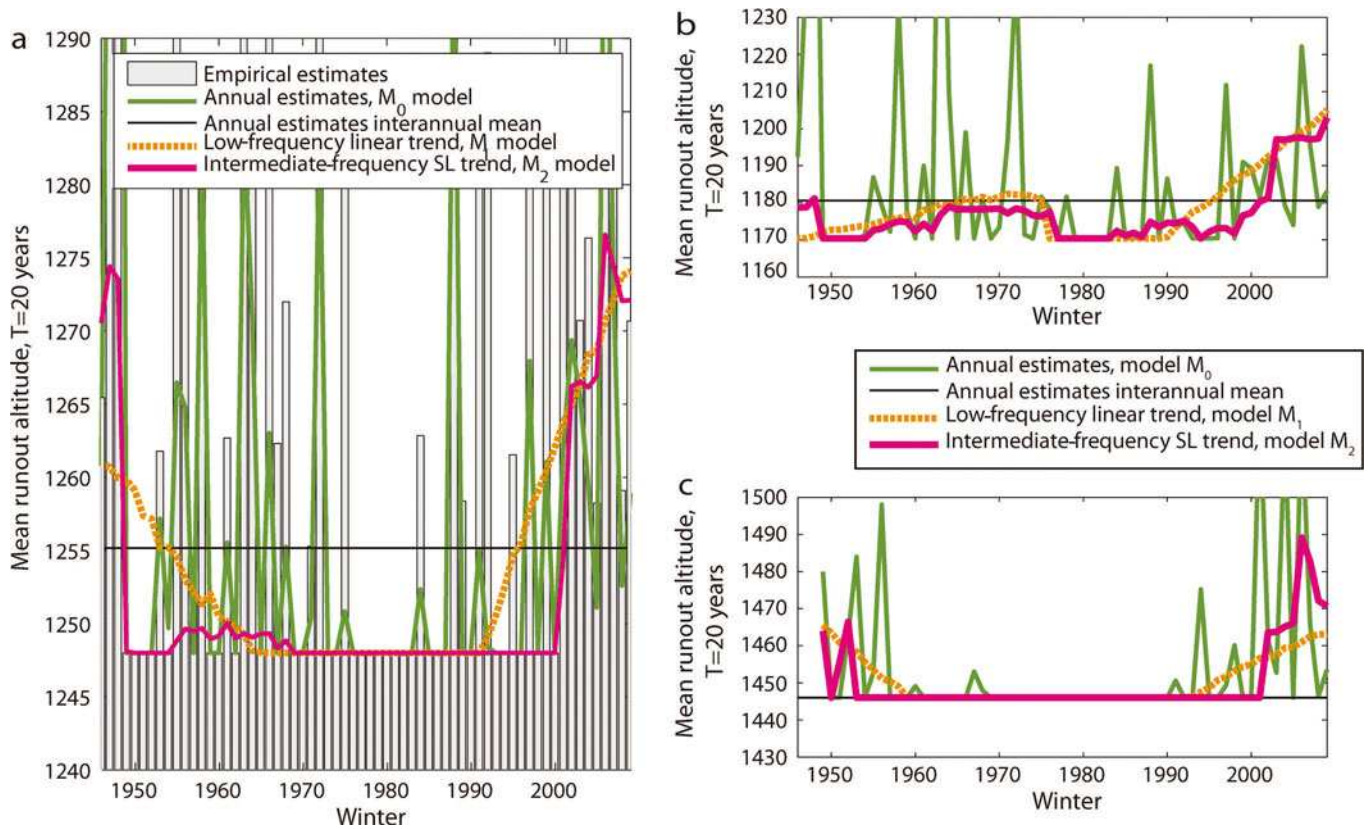 a
Mean runout altitude, T=20 years
1290
1285
1280
1275
1270
1265
1260
1255
1250
1245
1240
Empirical estimates
Annual estimates, M0 model
Annual estimates interannual mean
Low-frequency linear trend, M1 model
Intermediate-frequency SL trend, M2 model
1950 1960 1970 1980 1990 2000
Winter
b
Mean runout altitude,
T=20 years
1230
1220
1210
1200
1190
1180
1170
1160
1950 1960 1970 1980 1990 2000
Winter
Annual estimates, model M0
Annual estimates interannual mean
Low-frequency linear trend, model M1
Intermediate-frequency SL trend, model M2
c
Mean runout altitude,
T=20 years
1500
1490
1480
1470
1460
1450
1440
1430
1950 1960 1970 1980 1990 2000
Winter